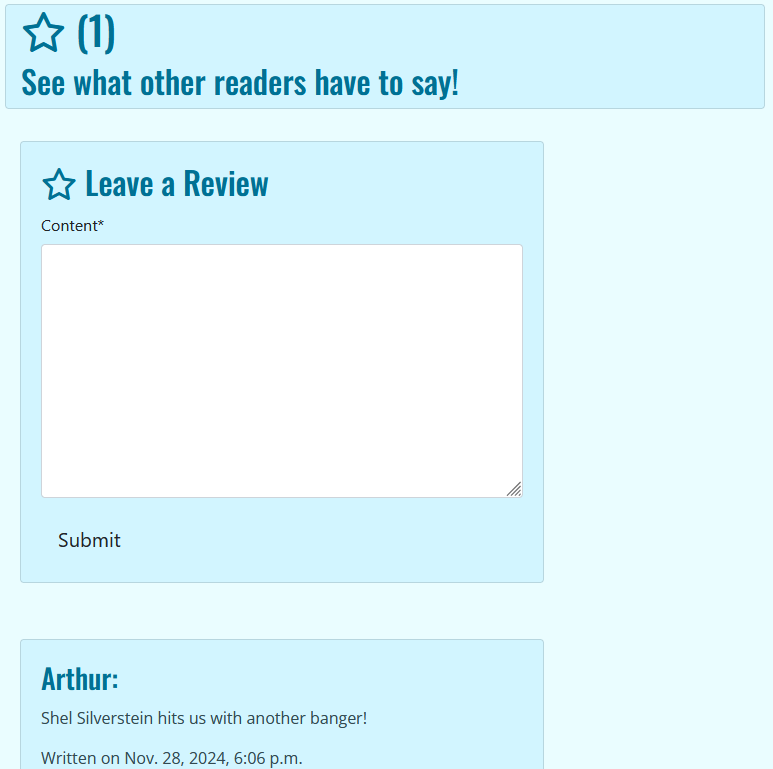 (1)
See what other readers have to say!
Leave a Review
Content*
Submit
Arthur:
Shel Silverstein hits us with another banger!
Written on Nov. 28, 2024, 6:06 p.m.